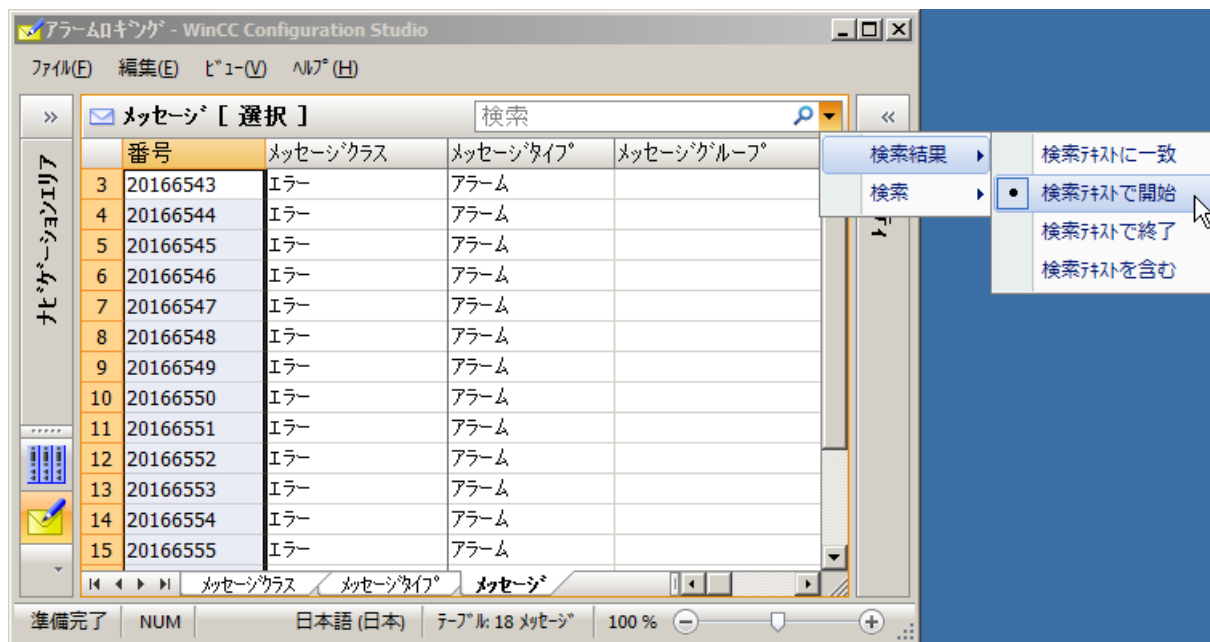 アラームロギング - WinCC Configuration Studio
ファイル(F) 編集(E) ビュー(V) ヘルプ(H)
メッセージ [ 選択 ] 検索
番号 メッセージクラス メッセージタイプ メッセージグループ
3 20166543 エラー アラーム
4 20166544 エラー アラーム
5 20166545 エラー アラーム
6 20166546 エラー アラーム
7 20166547 エラー アラーム
8 20166548 エラー アラーム
9 20166549 エラー アラーム
10 20166550 エラー アラーム
11 20166551 エラー アラーム
12 20166552 エラー アラーム
13 20166553 エラー アラーム
14 20166554 エラー アラーム
15 20166555 エラー アラーム
ナビゲーションエリア
検索結果
検索
検索テキストに一致
検索テキストで開始
検索テキストで終了
検索テキストを含む
メッセージクラス メッセージタイプ メッセージ
準備完了 NUM 日本語 (日本) テーブル: 18 メッセージ 100 %